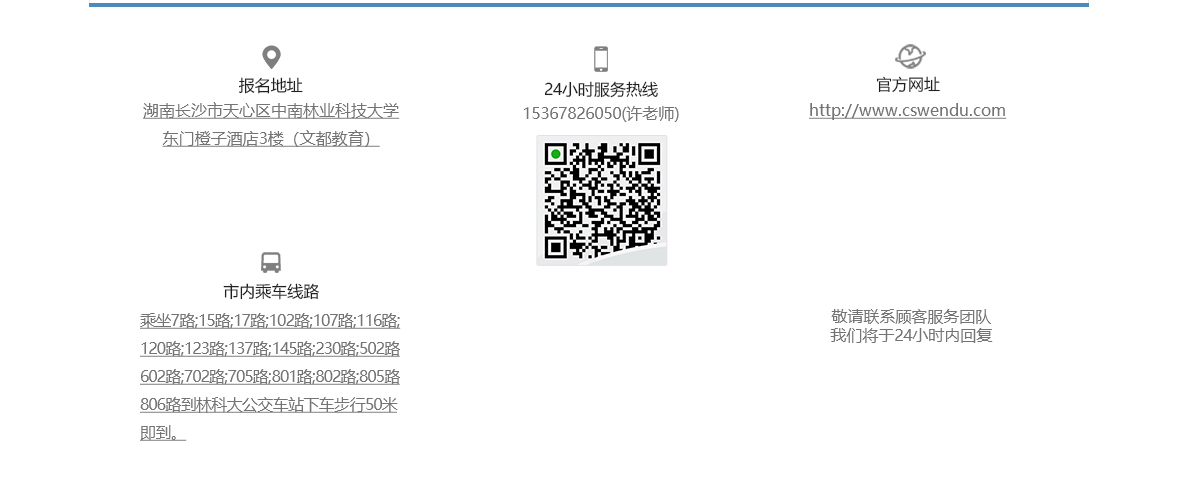 报名地址
湖南长沙市天心区中南林业科技大学
东门橙子酒店3楼（文都教育）
24小时服务热线
15367826050(许老师)
官方网址
http://www.cswendu.com
市内乘车线路
乘坐7路;15路;17路;102路;107路;116路;
120路;123路;137路;145路;230路;502路
602路;702路;705路;801路;802路;805路
806路到林科大公交车站下车步行50米
即到。
敬请联系顾客服务团队
我们将于24小时内回复